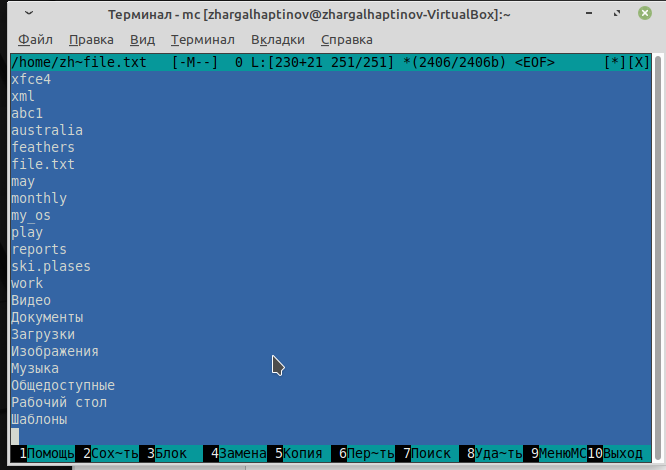 Терминал - mc [zhargalhaptinov@zhargalhaptinov-VirtualBox]:~
Файл Правка Вид Терминал Вкладки Справка
/home/zh~file.txt [-M--] 0 L:[230+21 251/251] *(2406/2406b) <EOF> [*][X]
xfce4
xml
abc1
australia
feathers
file.txt
may
monthly
my_os
play
reports
ski.plases
work
Видео
Документы
Загрузки
Изображения
Музыка
Общедоступные
Рабочий стол
Шаблоны
1Помощь 2Сох~ть 3Блок 4Замена 5Копия 6Пер~ть 7Поиск 8Уда~ть 9МенюMC 10Выход